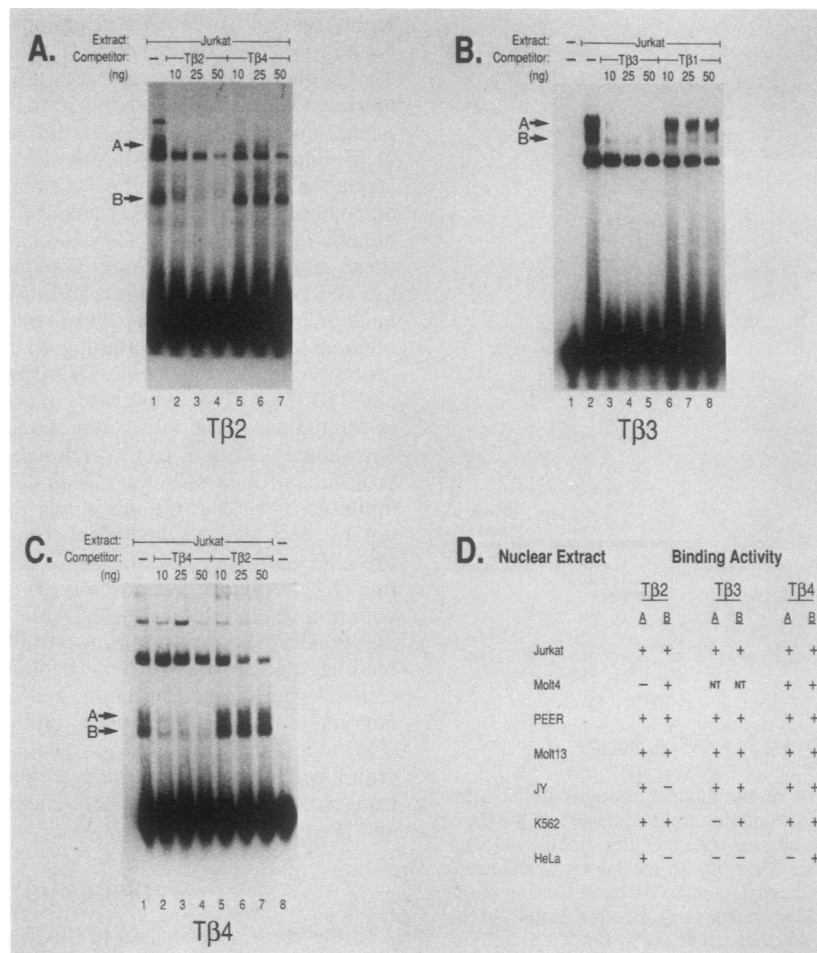 A.
Extract: Jurkat
Competitor: – Tβ2 Tβ4
(ng) 10 25 50 10 25 50
A
B
1 2 3 4 5 6 7
Tβ2
B.
Extract: – Jurkat
Competitor: – – Tβ3 Tβ1
(ng) 10 25 50 10 25 50
A
B
1 2 3 4 5 6 7 8
Tβ3
C.
Extract: Jurkat –
Competitor: – Tβ4 Tβ2 –
(ng) 10 25 50 10 25 50
A
B
1 2 3 4 5 6 7 8
Tβ4
D. Nuclear Extract Binding Activity
Tβ2 Tβ3 Tβ4
A B A B A B
Jurkat + + + + + +
Molt4 – + NT NT + +
PEER + + + + + +
Molt13 + + + + + +
JY + – + + + +
K562 + + – + + +
HeLa + – – – – +